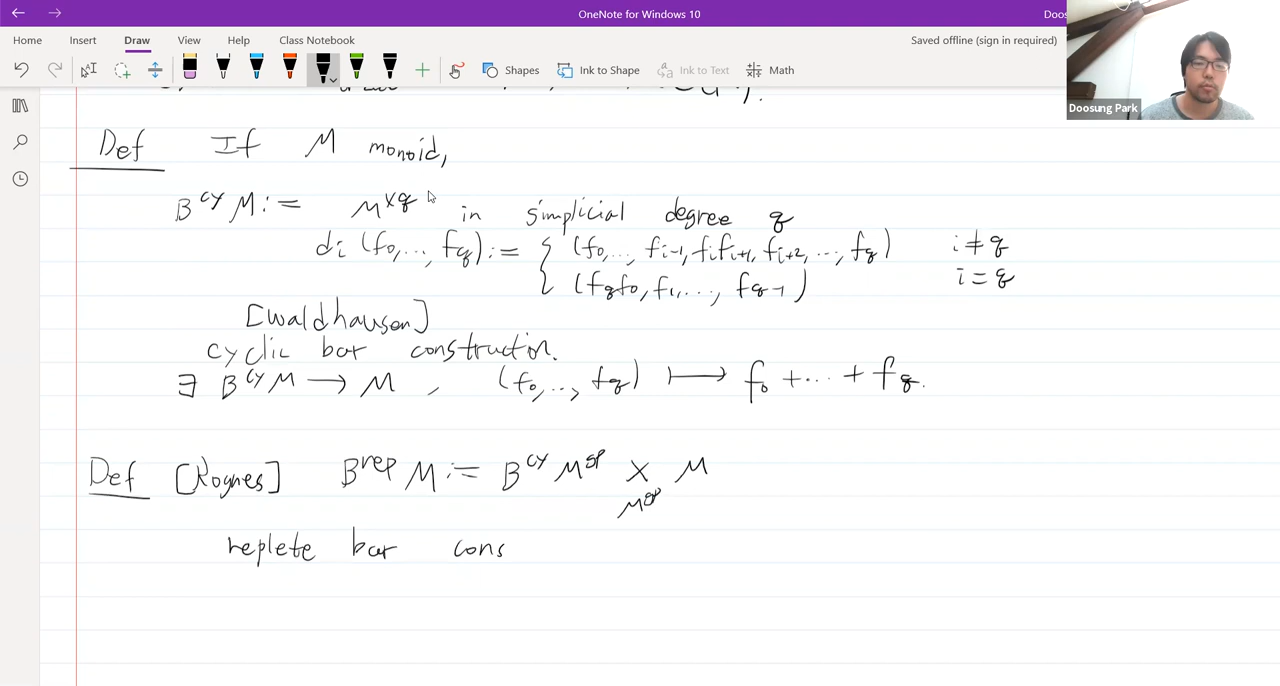 OneNote for Windows 10
Doos
Home Insert Draw View Help Class Notebook
Saved offline (sign in required)
Shapes Ink to Shape Ink to Text Math
Doosung Park
Def If M monoid,
B^{cy} M := M^{×q} in simplicial degree q
d_i (f_0, ..., f_q) := { (f_0, ..., f_{i-1}, f_i f_{i+1}, f_{i+2}, ..., f_q) i ≠ q
(f_q f_0, f_1, ..., f_{q-1}) i = q
[Waldhausen]
cyclic bar construction.
∃ B^{cy} M → M , (f_0, ..., f_q) ↦ f_0 + ... + f_q.
Def [Rognes] B^{rep} M := B^{cy} M^{gp} ×_{M^{gp}} M
replete bar cons